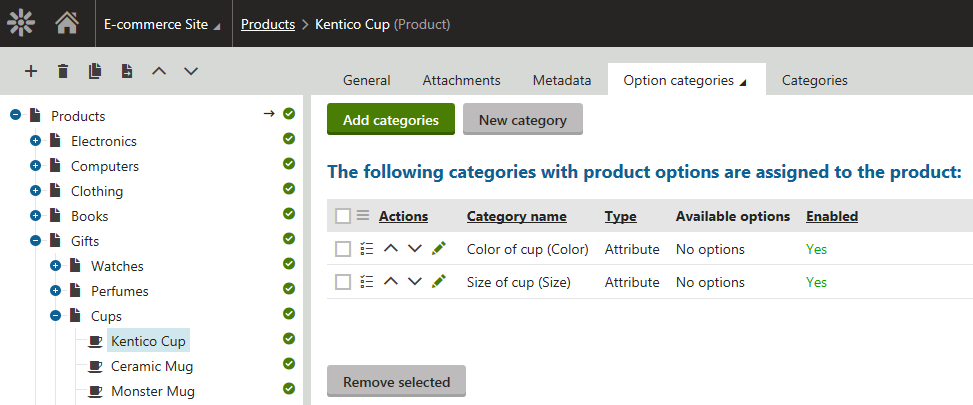 E-commerce Site Products Kentico Cup (Product)
General Attachments Metadata Option categories Categories
Products
Electronics
Computers
Clothing
Books
Gifts
Watches
Perfumes
Cups
Kentico Cup
Ceramic Mug
Monster Mug
Add categories New category
The following categories with product options are assigned to the product:
Actions Category name Type Available options Enabled
Color of cup (Color) Attribute No options Yes
Size of cup (Size) Attribute No options Yes
Remove selected